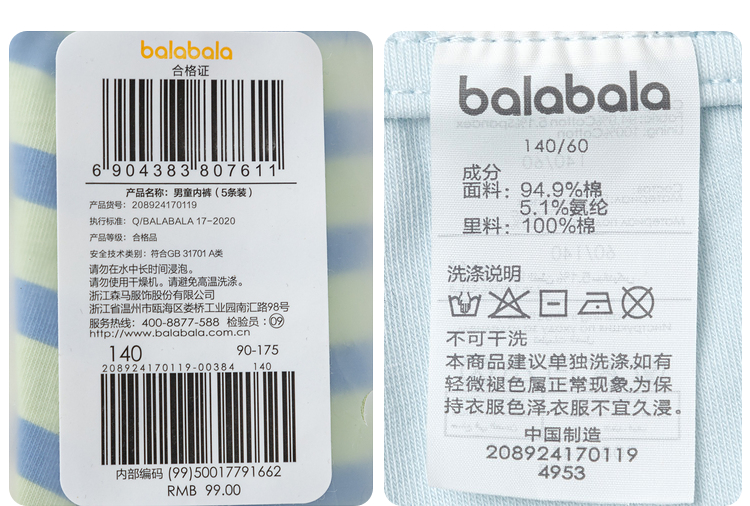 balabala
合格证
6 904383 807611
产品名称：男童内裤（5条装）
产品货号：208924170119
执行标准：Q/BALABALA 17-2020
产品等级：合格品
安全技术类别：符合GB 31701 A类
请勿在水中长时间浸泡。
请勿使用干燥机。请避免高温洗涤。
浙江森马服饰股份有限公司
浙江省温州市瓯海区娄桥工业园南汇路98号
服务热线：400-8877-588 检验员：09
http://www.balabala.com.cn
140 90-175
208924170119-00384 140
内部编码 (99)50017791662
RMB 99.00
balabala
140/60
成分
面料：94.9%棉
5.1%氨纶
里料：100%棉
洗涤说明
不可干洗
本商品建议单独洗涤,如有
轻微褪色属正常现象,为保
持衣服色泽,衣服不宜久浸。
中国制造
208924170119
4953